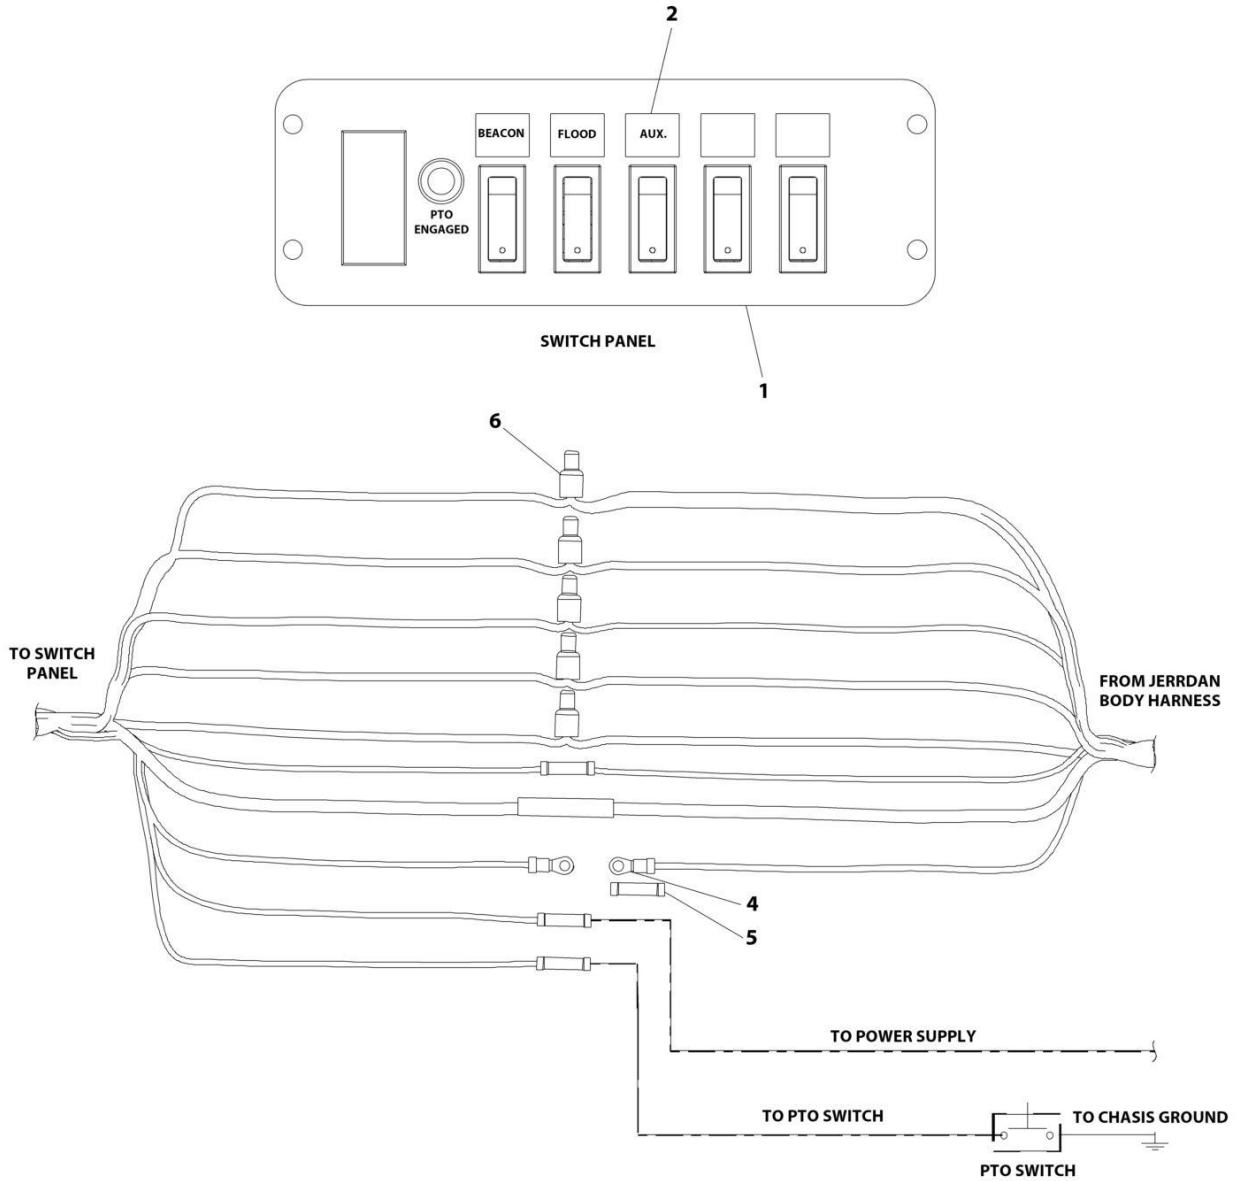 2
BEACON
FLOOD
AUX.
PTO
ENGAGED
SWITCH PANEL
1
6
TO SWITCH
PANEL
FROM JERRDAN
BODY HARNESS
4
5
TO POWER SUPPLY
TO PTO SWITCH
TO CHASIS GROUND
PTO SWITCH